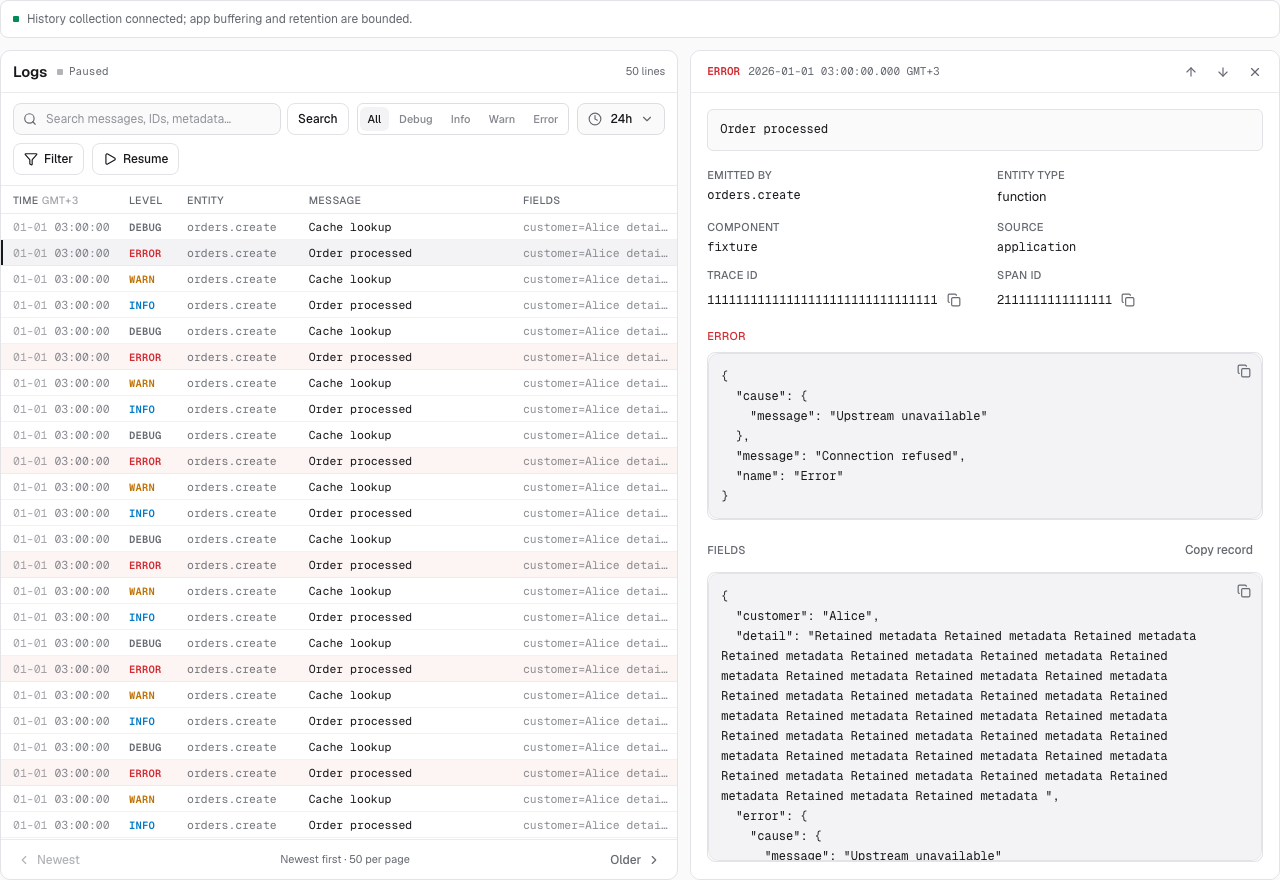 History collection connected; app buffering and retention are bounded.
Logs Paused 50 lines
Search messages, IDs, metadata… Search All Debug Info Warn Error 24h
Filter Resume
TIME GMT+3 LEVEL ENTITY MESSAGE FIELDS
01-01 03:00:00 DEBUG orders.create Cache lookup customer=Alice detai…
01-01 03:00:00 ERROR orders.create Order processed customer=Alice detai…
01-01 03:00:00 WARN orders.create Cache lookup customer=Alice detai…
01-01 03:00:00 INFO orders.create Order processed customer=Alice detai…
01-01 03:00:00 DEBUG orders.create Cache lookup customer=Alice detai…
01-01 03:00:00 ERROR orders.create Order processed customer=Alice detai…
01-01 03:00:00 WARN orders.create Cache lookup customer=Alice detai…
01-01 03:00:00 INFO orders.create Order processed customer=Alice detai…
01-01 03:00:00 DEBUG orders.create Cache lookup customer=Alice detai…
01-01 03:00:00 ERROR orders.create Order processed customer=Alice detai…
01-01 03:00:00 WARN orders.create Cache lookup customer=Alice detai…
01-01 03:00:00 INFO orders.create Order processed customer=Alice detai…
01-01 03:00:00 DEBUG orders.create Cache lookup customer=Alice detai…
01-01 03:00:00 ERROR orders.create Order processed customer=Alice detai…
01-01 03:00:00 WARN orders.create Cache lookup customer=Alice detai…
01-01 03:00:00 INFO orders.create Order processed customer=Alice detai…
01-01 03:00:00 DEBUG orders.create Cache lookup customer=Alice detai…
01-01 03:00:00 ERROR orders.create Order processed customer=Alice detai…
01-01 03:00:00 WARN orders.create Cache lookup customer=Alice detai…
01-01 03:00:00 INFO orders.create Order processed customer=Alice detai…
01-01 03:00:00 DEBUG orders.create Cache lookup customer=Alice detai…
01-01 03:00:00 ERROR orders.create Order processed customer=Alice detai…
01-01 03:00:00 WARN orders.create Cache lookup customer=Alice detai…
01-01 03:00:00 INFO orders.create Order processed customer=Alice detai…
Newest Newest first · 50 per page Older
ERROR 2026-01-01 03:00:00.000 GMT+3
Order processed
EMITTED BY ENTITY TYPE
orders.create function
COMPONENT SOURCE
fixture application
TRACE ID SPAN ID
11111111111111111111111111111111 2111111111111111
ERROR
{
"cause": {
"message": "Upstream unavailable"
},
"message": "Connection refused",
"name": "Error"
}
FIELDS Copy record
{
"customer": "Alice",
"detail": "Retained metadata Retained metadata Retained metadata
Retained metadata Retained metadata Retained metadata Retained
metadata Retained metadata Retained metadata Retained metadata
Retained metadata Retained metadata Retained metadata Retained
metadata Retained metadata Retained metadata Retained metadata
Retained metadata Retained metadata Retained metadata Retained
metadata Retained metadata Retained metadata Retained metadata
Retained metadata Retained metadata Retained metadata Retained
metadata Retained metadata Retained metadata ",
"error": {
"cause": {
"message": "Upstream unavailable"